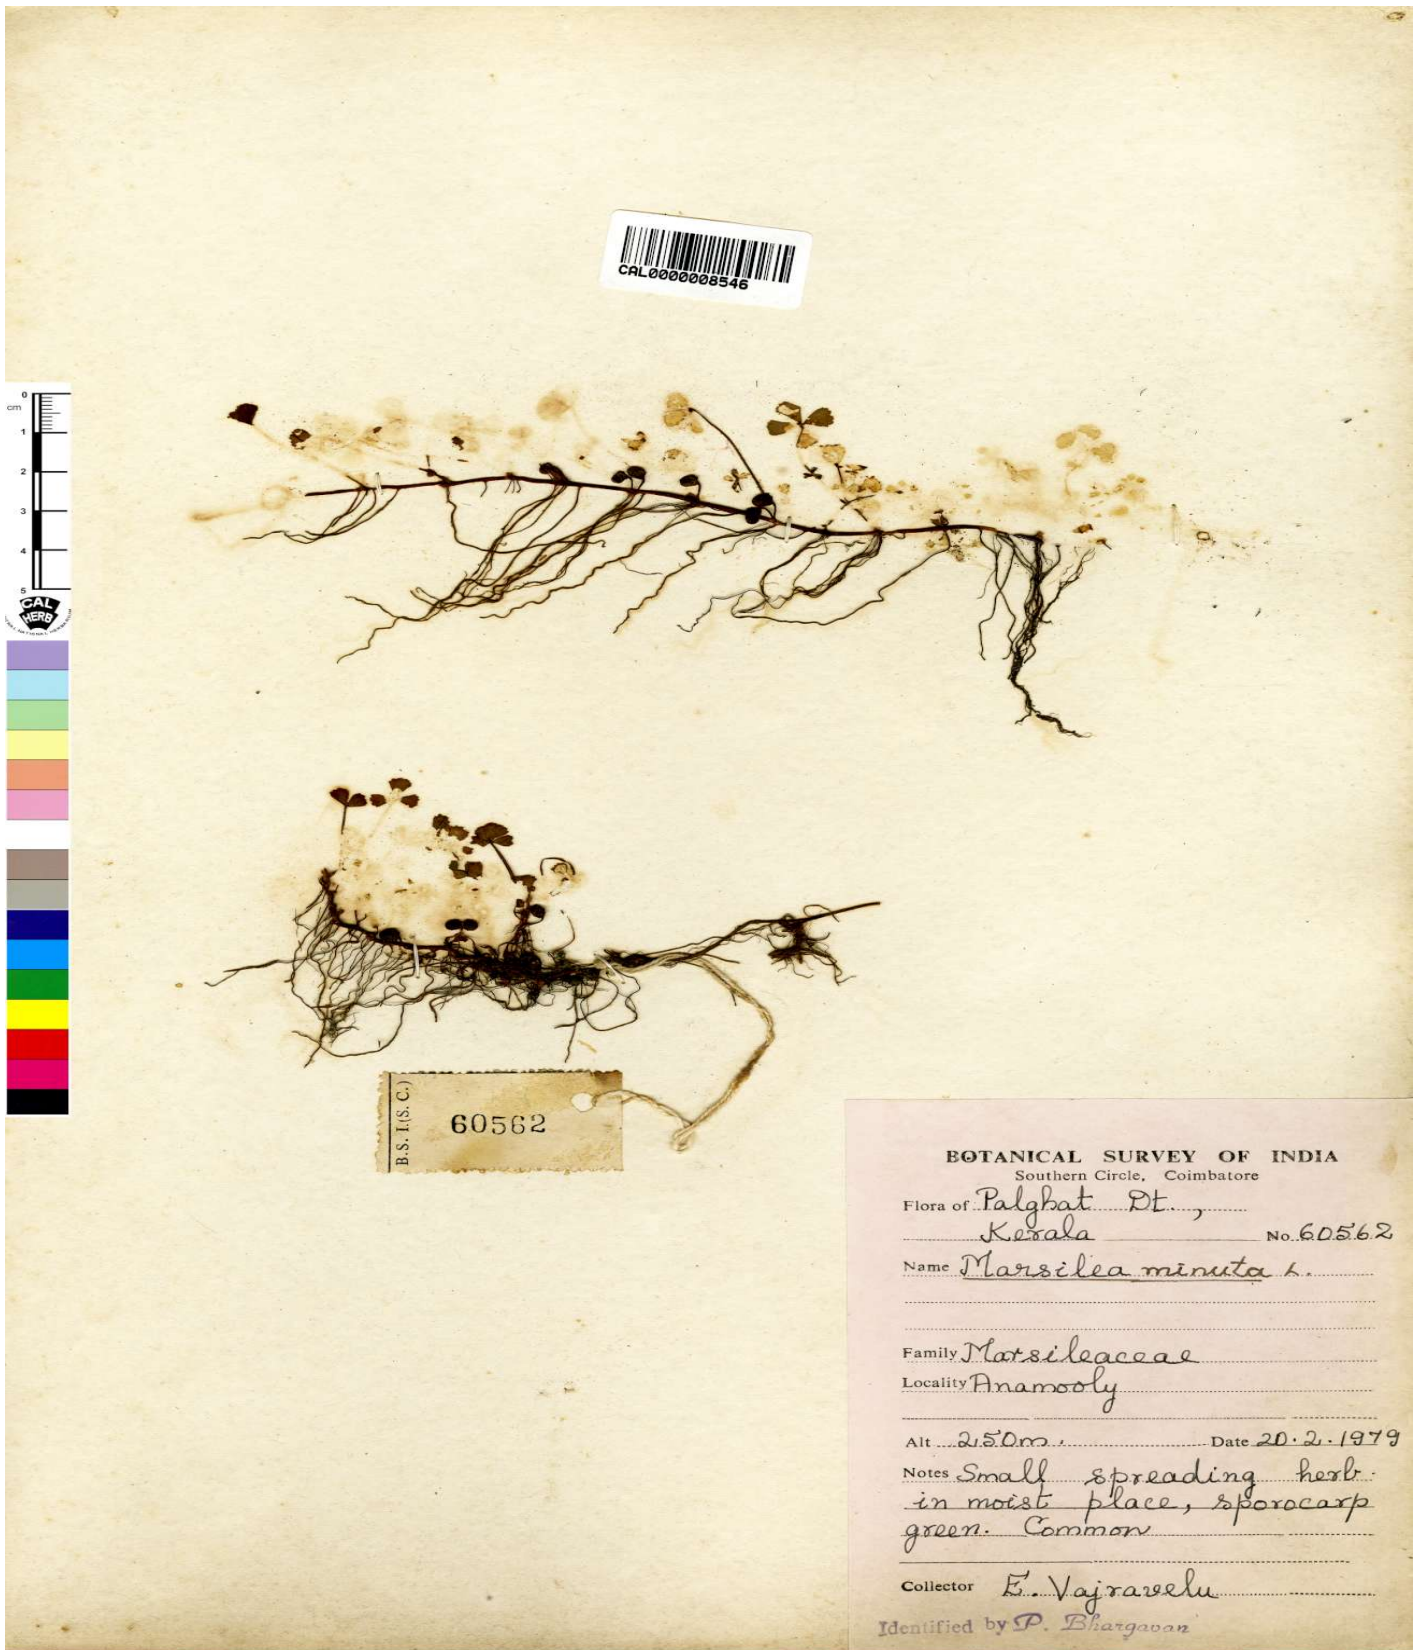 CAL0000008546
0
cm
1
2
3
4
5
CAL
HERB
B.S.I.(S.C.)
60562
BOTANICAL SURVEY OF INDIA
Southern Circle, Coimbatore
Flora of Palghat Dt.,
Kerala No 60562
Name Marsilea minuta L.
Family Marsileaceae
Locality Anamooly
Alt 250m. Date 20.2.1979
Notes Small spreading herb.
in moist place, sporocarp
green. Common
Collector E. Vajravelu
Identified by P. Bhargavan